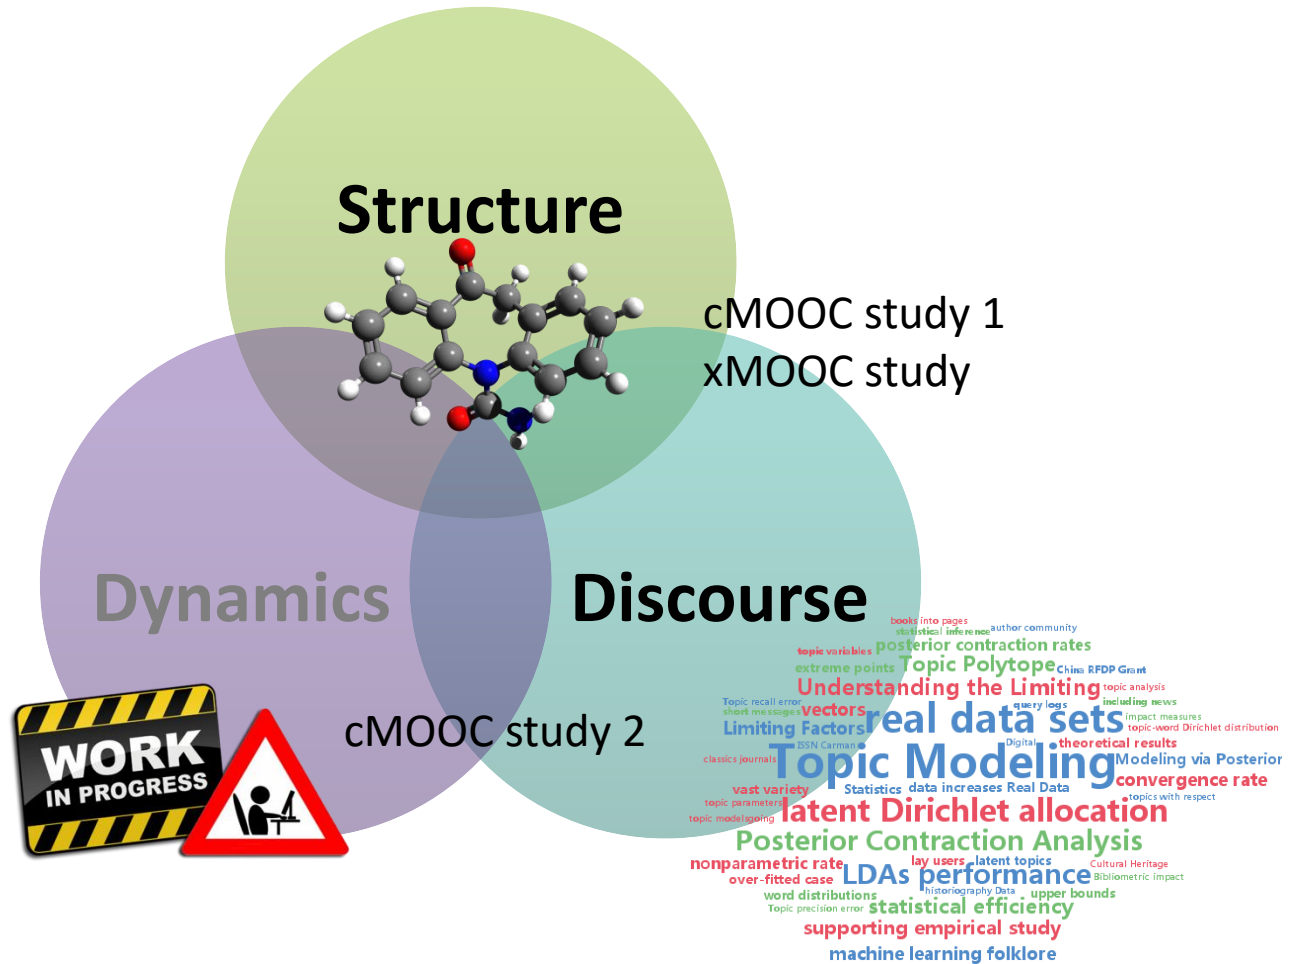 Structure
cMOOC study 1
xMOOC study
Dynamics
Discourse
cMOOC study 2
WORK
IN PROGRESS
books into pages
statistical inference
author community
topic variables
posterior contraction rates
extreme points
Topic Polytope
China RFDP Grant
Understanding the Limiting
topic analysis
Topic recall error
query logs
including news
short messages
vectors
real data sets
impact measures
Limiting Factors
topic-word Dirichlet distribution
ISSN Carman
Digital
theoretical results
classics journals
Topic Modeling
Modeling via Posterior
convergence rate
vast variety
Statistics
data increases Real Data
topics with respect
topic parameters
latent Dirichlet allocation
topic modelsgoing
Posterior Contraction Analysis
nonparametric rate
lay users
latent topics
Cultural Heritage
over-fitted case
LDAs performance
Bibliometric impact
word distributions
historiography Data
upper bounds
Topic precision error
statistical efficiency
supporting empirical study
machine learning folklore